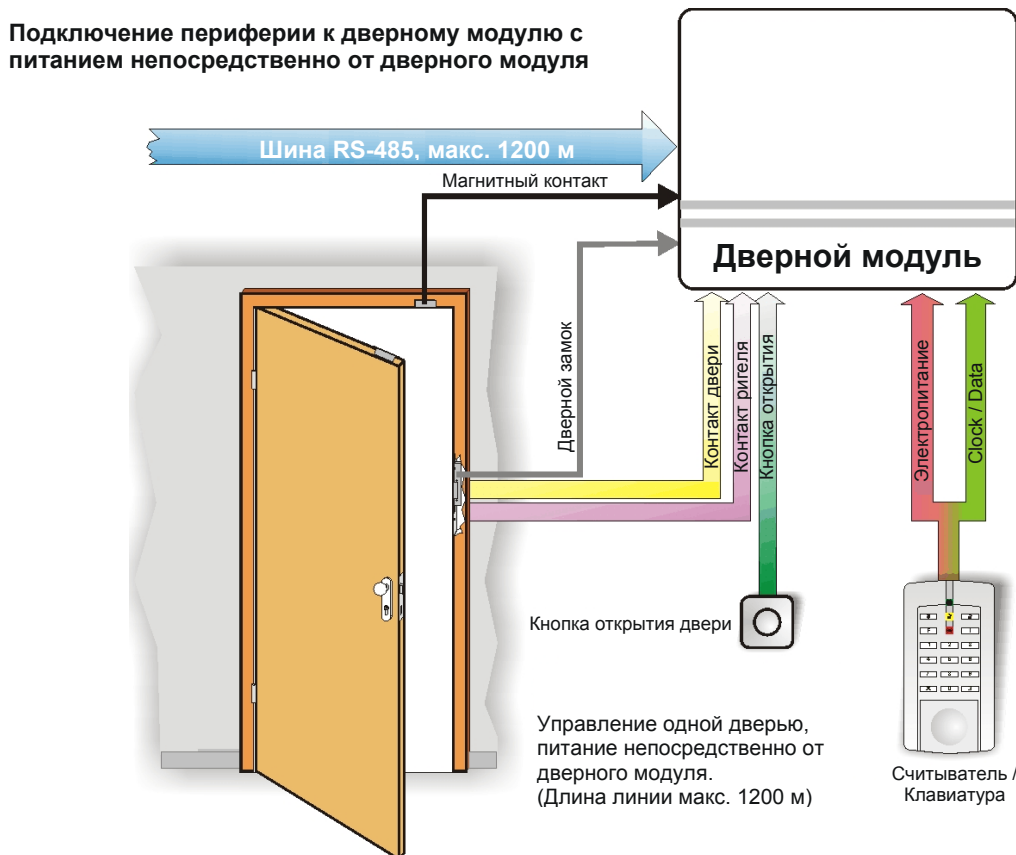 Подключение периферии к дверному модулю с
питанием непосредственно от дверного модуля
Шина RS-485, макс. 1200 м
Магнитный контакт
Дверной модуль
Дверной замок
Контакт двери
Контакт ригеля
Кнопка открытия
Электропитание
Clock / Data
Кнопка открытия двери
Управление одной дверью,
питание непосредственно от
дверного модуля.
(Длина линии макс. 1200 м)
Считыватель /
Клавиатура